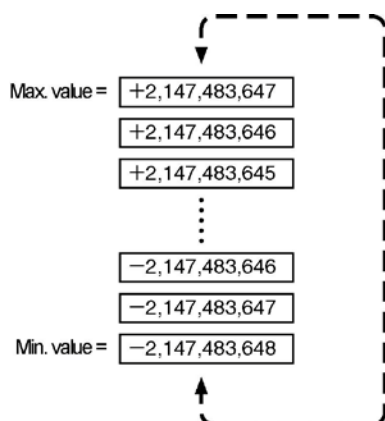 Max. value = +2,147,483,647
+2,147,483,646
+2,147,483,645
−2,147,483,646
−2,147,483,647
Min. value = −2,147,483,648